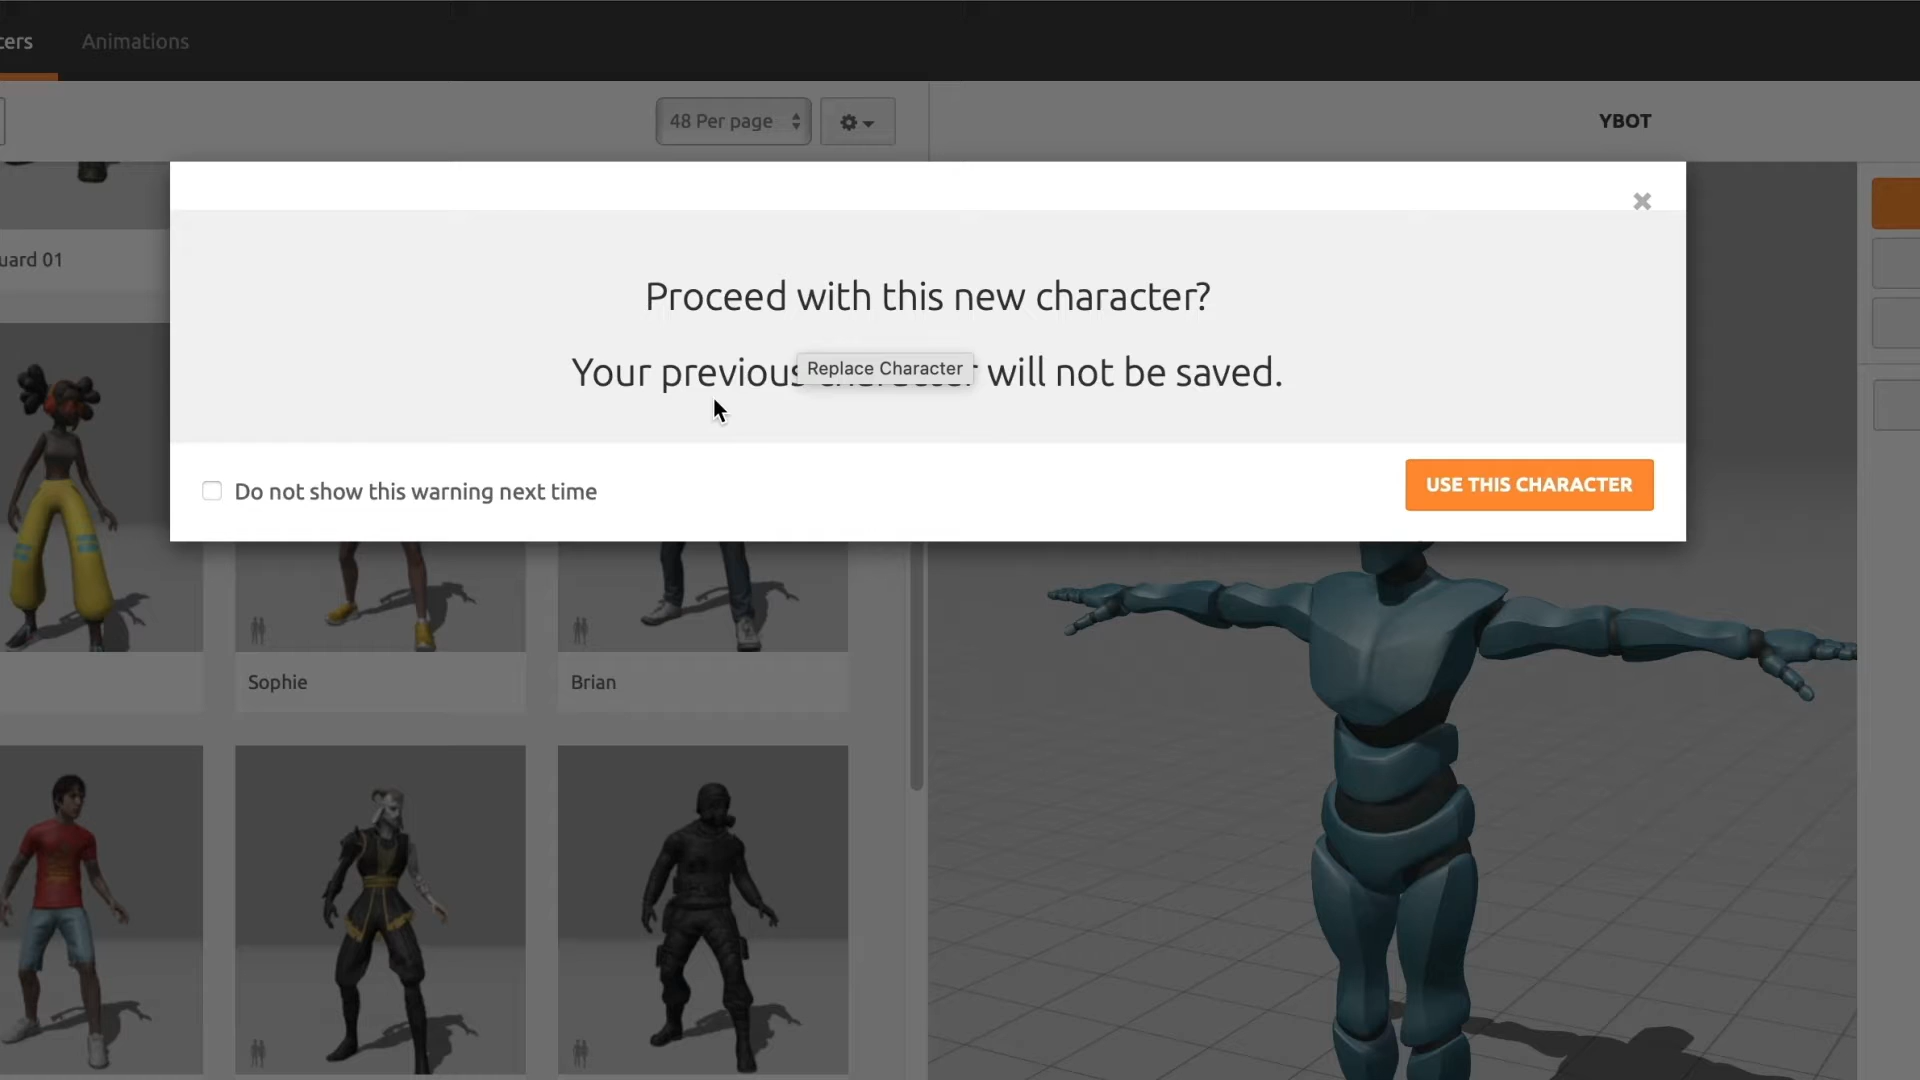 ters
Animations
48 Per page
YBOT
uard 01
Proceed with this new character?
Your previous will not be saved.
Replace Character
Do not show this warning next time
USE THIS CHARACTER
Sophie
Brian